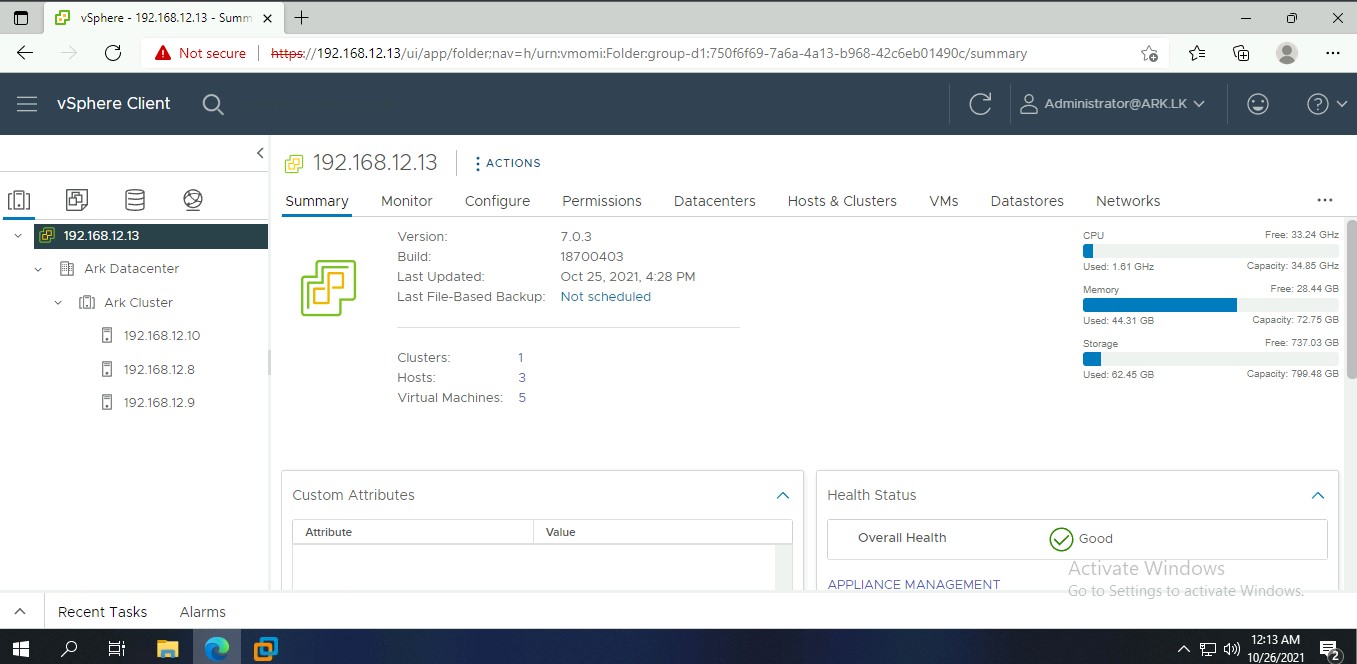 vSphere - 192.168.12.13 - Summ
Not secure
https://192.168.12.13/ui/app/folder;nav=h/urn:vmomi:Folder:group-d1:750f6f69-7a6a-4a13-b968-42c6eb01490c/summary
vSphere Client
Administrator@ARK.LK
192.168.12.13
ACTIONS
Summary Monitor Configure Permissions Datacenters Hosts & Clusters VMs Datastores Networks
192.168.12.13
Ark Datacenter
Ark Cluster
192.168.12.10
192.168.12.8
192.168.12.9
Version: 7.0.3
Build: 18700403
Last Updated: Oct 25, 2021, 4:28 PM
Last File-Based Backup: Not scheduled
Clusters: 1
Hosts: 3
Virtual Machines: 5
CPU Free: 33.24 GHz
Used: 1.61 GHz Capacity: 34.85 GHz
Memory Free: 28.44 GB
Used: 44.31 GB Capacity: 72.75 GB
Storage Free: 737.03 GB
Used: 62.45 GB Capacity: 799.48 GB
Custom Attributes
Attribute Value
Health Status
Overall Health Good
APPLIANCE MANAGEMENT
Activate Windows
Go to Settings to activate Windows.
Recent Tasks Alarms
12:13 AM
10/26/2021
2